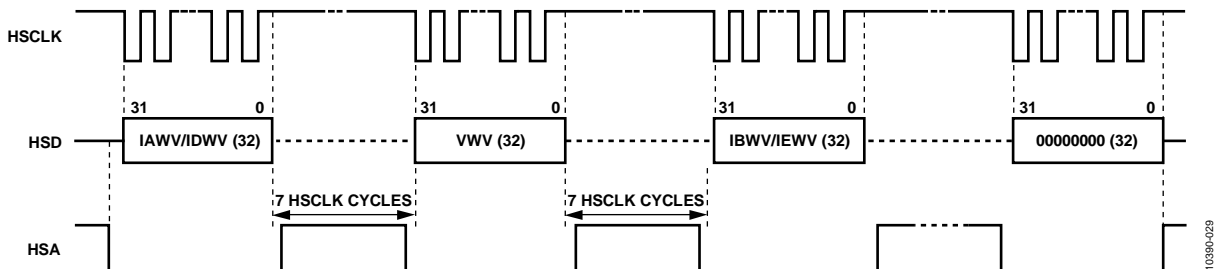 HSCLK
31 0 31 0 31 0 31 0
HSD IAWV/IDWV (32) VWV (32) IBWV/IEWV (32) 00000000 (32)
7 HSCLK CYCLES 7 HSCLK CYCLES
HSA
10390-029